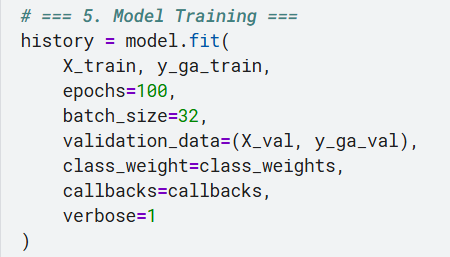 # === 5. Model Training ===
history = model.fit(
    X_train, y_ga_train,
    epochs=100,
    batch_size=32,
    validation_data=(X_val, y_ga_val),
    class_weight=class_weights,
    callbacks=callbacks,
    verbose=1
)